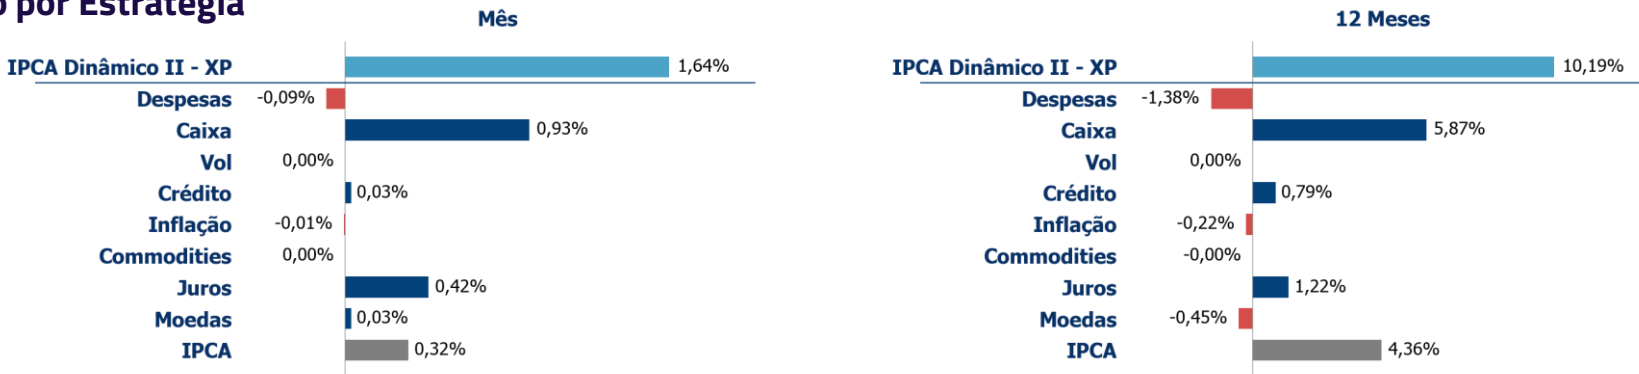 o por Estratégia
Mês
IPCA Dinâmico II - XP 1,64%
Despesas -0,09%
Caixa 0,93%
Vol 0,00%
Crédito 0,03%
Inflação -0,01%
Commodities 0,00%
Juros 0,42%
Moedas 0,03%
IPCA 0,32%
12 Meses
IPCA Dinâmico II - XP 10,19%
Despesas -1,38%
Caixa 5,87%
Vol 0,00%
Crédito 0,79%
Inflação -0,22%
Commodities -0,00%
Juros 1,22%
Moedas -0,45%
IPCA 4,36%